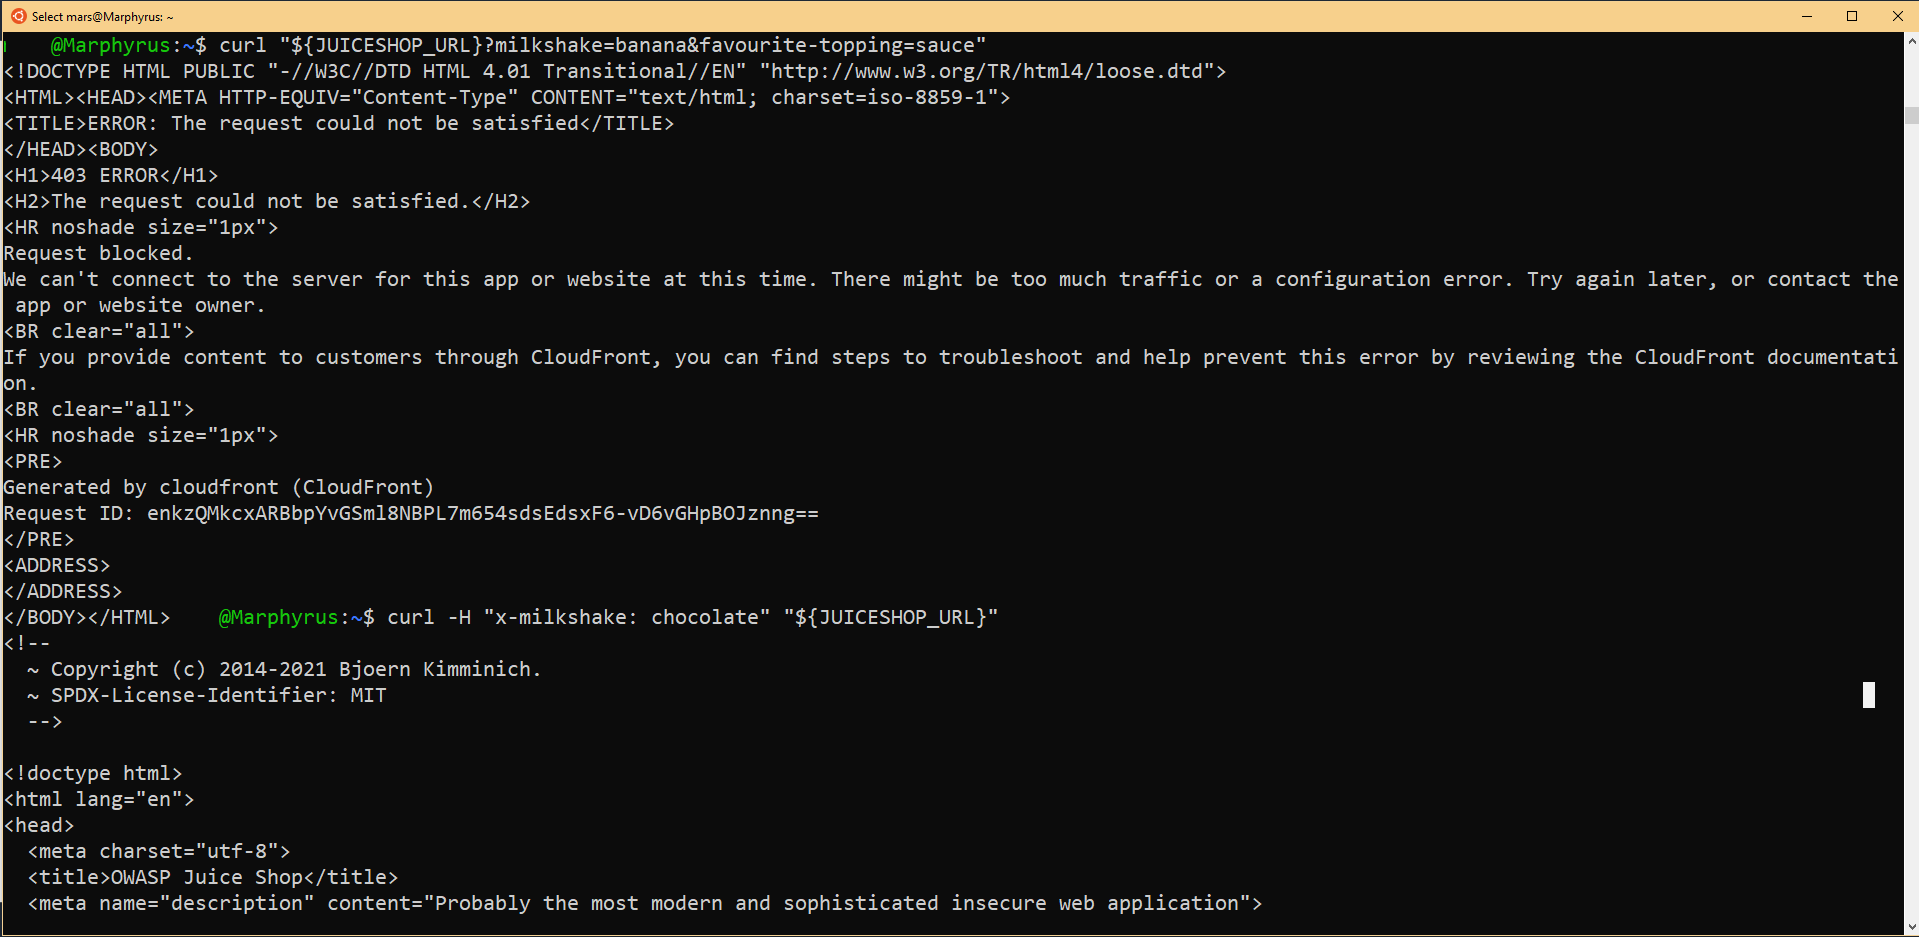 Select mars@Marphyrus: ~
@Marphyrus:~$ curl "${JUICESHOP_URL}?milkshake=banana&favourite-topping=sauce"
<!DOCTYPE HTML PUBLIC "-//W3C//DTD HTML 4.01 Transitional//EN" "http://www.w3.org/TR/html4/loose.dtd">
<HTML><HEAD><META HTTP-EQUIV="Content-Type" CONTENT="text/html; charset=iso-8859-1">
<TITLE>ERROR: The request could not be satisfied</TITLE>
</HEAD><BODY>
<H1>403 ERROR</H1>
<H2>The request could not be satisfied.</H2>
<HR noshade size="1px">
Request blocked.
We can't connect to the server for this app or website at this time. There might be too much traffic or a configuration error. Try again later, or contact the
 app or website owner.
<BR clear="all">
If you provide content to customers through CloudFront, you can find steps to troubleshoot and help prevent this error by reviewing the CloudFront documentati
on.
<BR clear="all">
<HR noshade size="1px">
<PRE>
Generated by cloudfront (CloudFront)
Request ID: enkzQMkcxARBbpYvGSml8NBPL7m654sdsEdsxF6-vD6vGHpBOJznng==
</PRE>
<ADDRESS>
</ADDRESS>
</BODY></HTML>    @Marphyrus:~$ curl -H "x-milkshake: chocolate" "${JUICESHOP_URL}"
<!--
  ~ Copyright (c) 2014-2021 Bjoern Kimminich.
  ~ SPDX-License-Identifier: MIT
  -->
<!doctype html>
<html lang="en">
<head>
  <meta charset="utf-8">
  <title>OWASP Juice Shop</title>
  <meta name="description" content="Probably the most modern and sophisticated insecure web application">